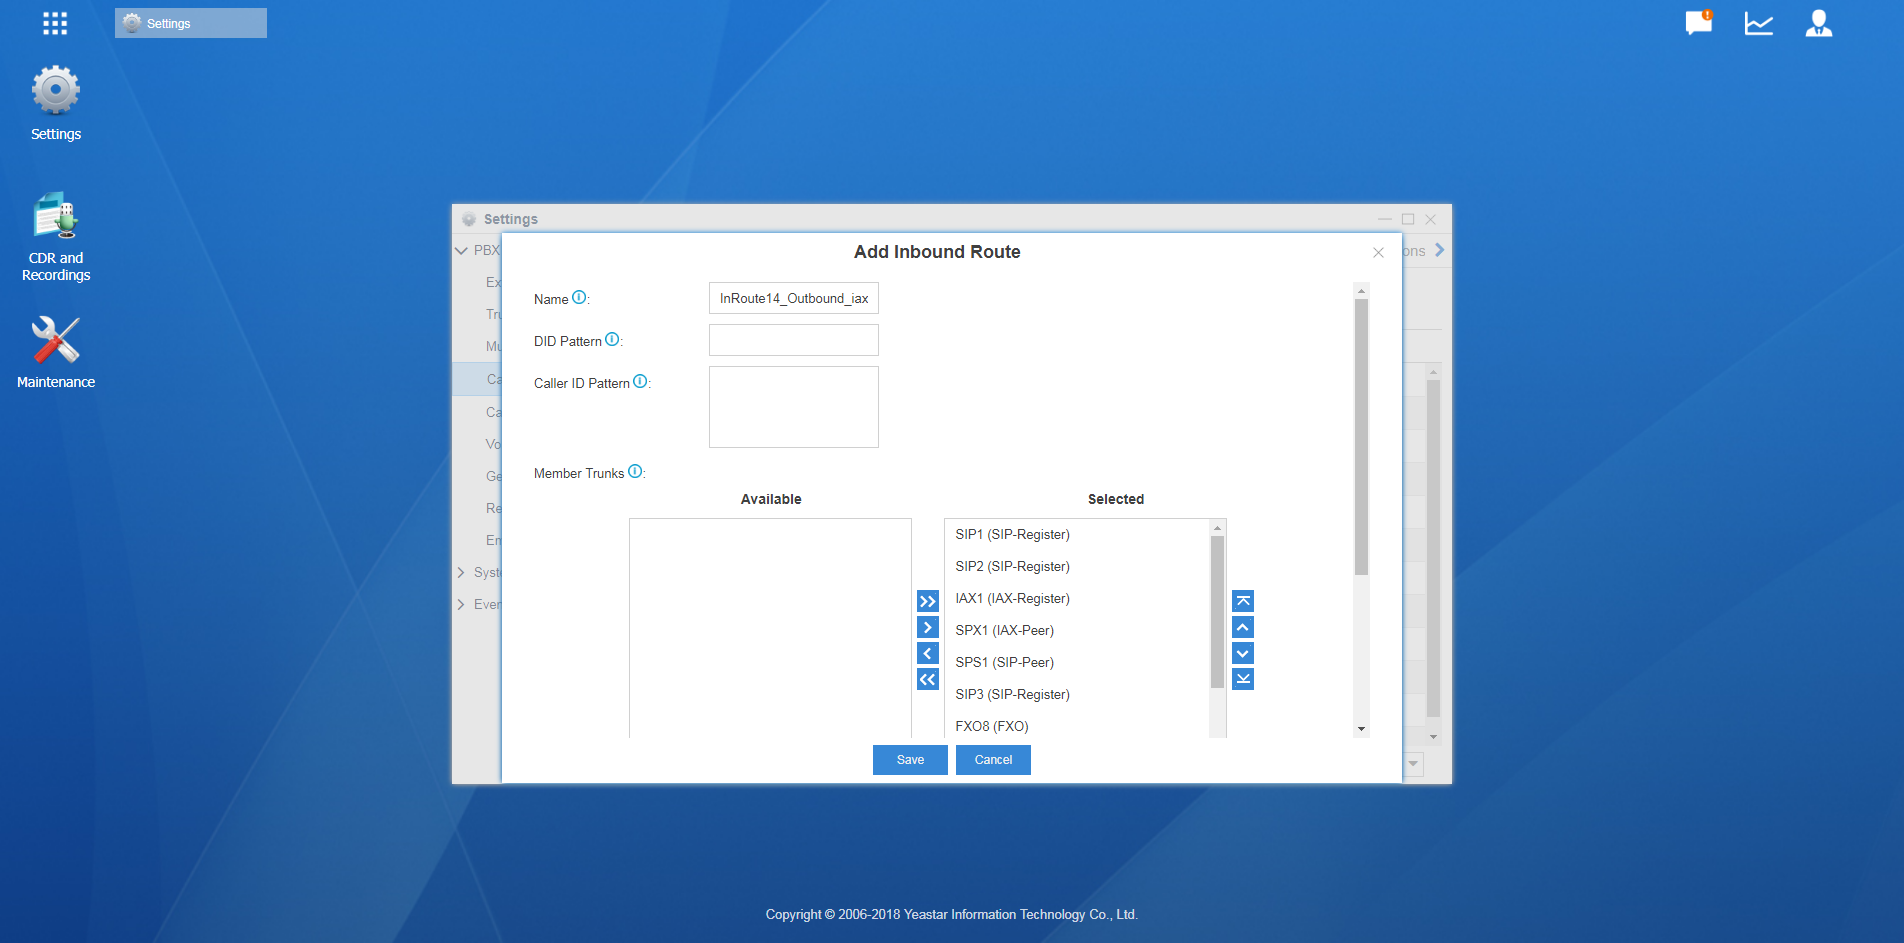 Settings
Settings
CDR and
Recordings
Maintenance
Settings
PBX
Ex
Tru
Mu
Ca
Ca
Vo
Ge
Re
Em
Syste
Even
ons
Add Inbound Route
Name :
InRoute14_Outbound_iax
DID Pattern :
Caller ID Pattern :
Member Trunks :
Available
Selected
SIP1 (SIP-Register)
SIP2 (SIP-Register)
IAX1 (IAX-Register)
SPX1 (IAX-Peer)
SPS1 (SIP-Peer)
SIP3 (SIP-Register)
FXO8 (FXO)
Save
Cancel
Copyright © 2006-2018 Yeastar Information Technology Co., Ltd.